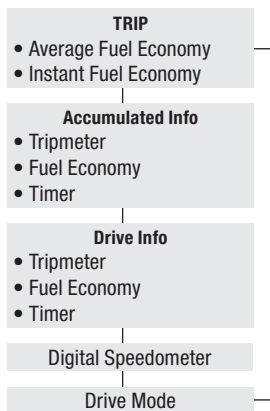 TRIP
• Average Fuel Economy
• Instant Fuel Economy
Accumulated Info
• Tripmeter
• Fuel Economy
• Timer
Drive Info
• Tripmeter
• Fuel Economy
• Timer
Digital Speedometer
Drive Mode